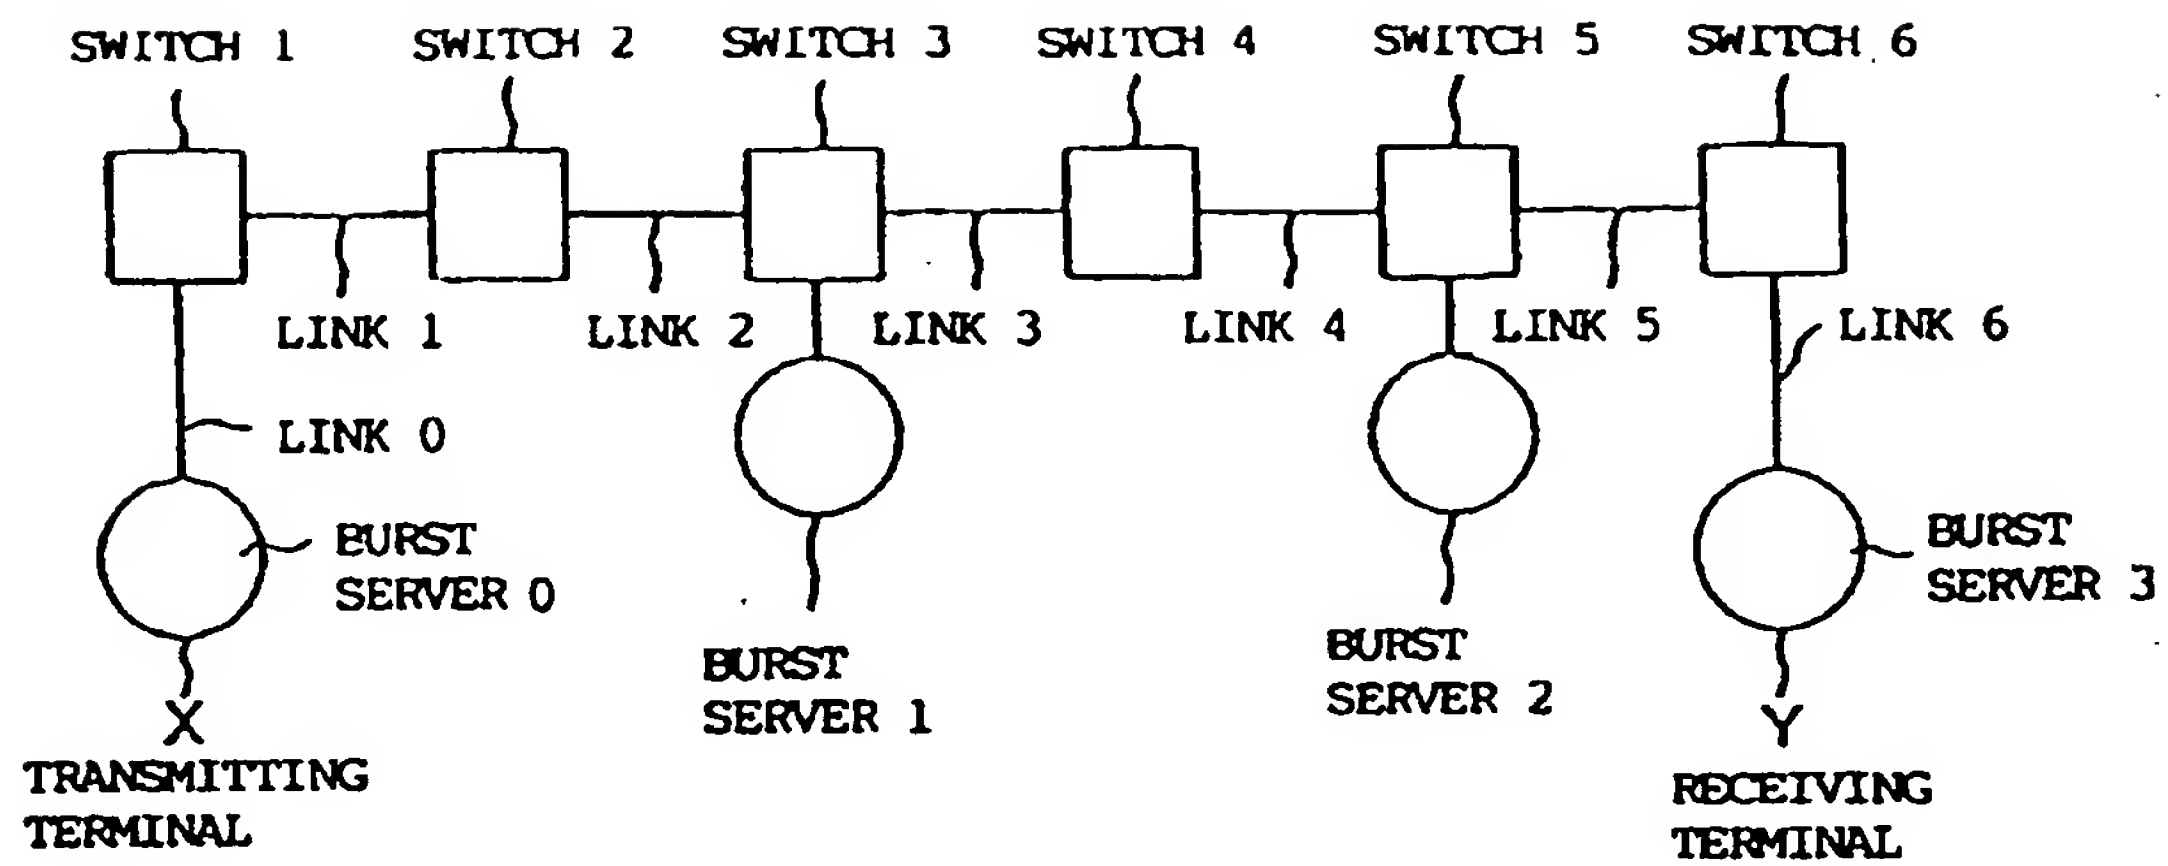 SWITCH 1 SWITCH 2 SWITCH 3 SWITCH 4 SWITCH 5 SWITCH 6
LINK 1 LINK 2 LINK 3 LINK 4 LINK 5 LINK 6
LINK 0
BURST
SERVER 0
BURST
SERVER 1
BURST
SERVER 2
BURST
SERVER 3
X
TRANSMITTING
TERMINAL
Y
RECEIVING
TERMINAL